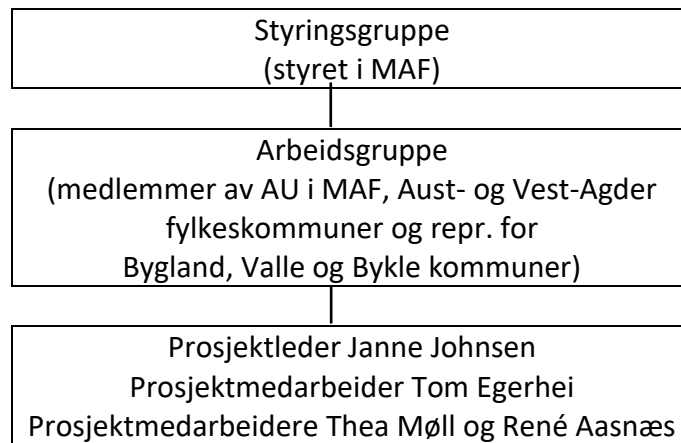 Styringsgruppe
(styret i MAF)
Arbeidsgruppe
(medlemmer av AU i MAF, Aust- og Vest-Agder
fylkeskommuner og repr. for
Bygland, Valle og Bykle kommuner)
Prosjektleder Janne Johnsen
Prosjektmedarbeider Tom Egerhei
Prosjektmedarbeidere Thea Møll og René Aasnæs